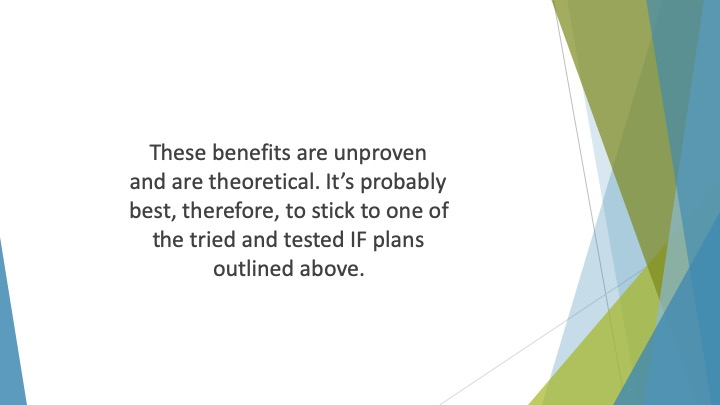 These benefits are unproven
and are theoretical. It’s probably
best, therefore, to stick to one of
the tried and tested IF plans
outlined above.